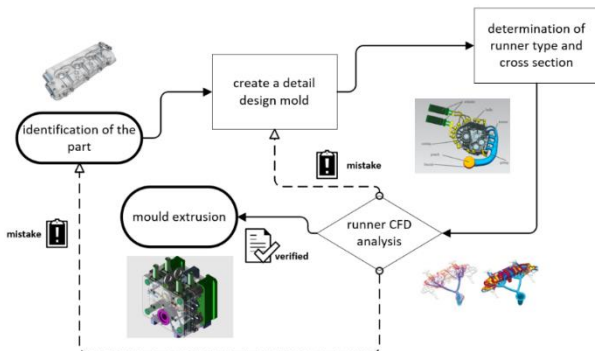 determination of
runner type and
cross section
create a detail
design mold
identification of the
part
mistake
mistake
mould extrusion
runner CFD
analysis
verified